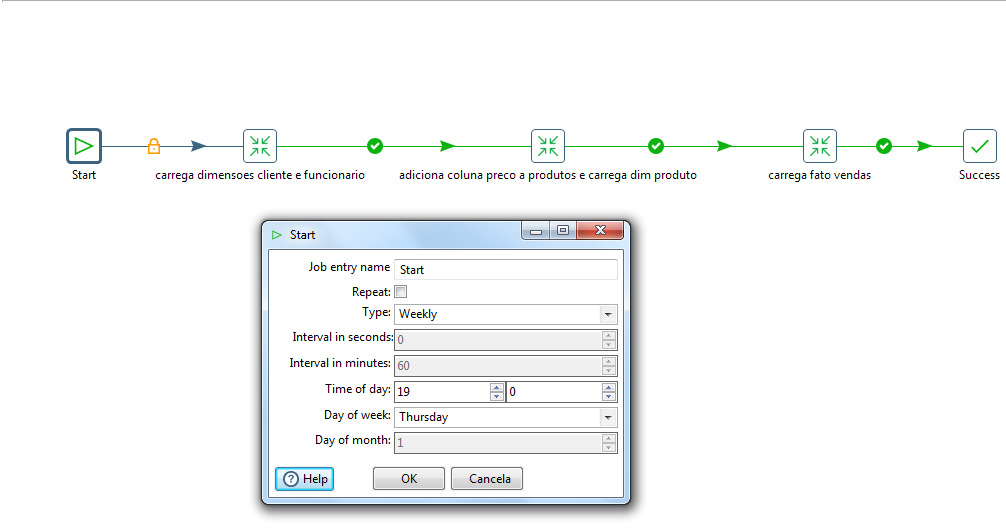 Start
carrega dimensoes cliente e funcionario
adiciona coluna preco a produtos e carrega dim produto
carrega fato vendas
Success
Start
Job entry name Start
Repeat:
Type: Weekly
Interval in seconds: 0
Interval in minutes: 60
Time of day: 19 0
Day of week: Thursday
Day of month: 1
Help OK Cancela